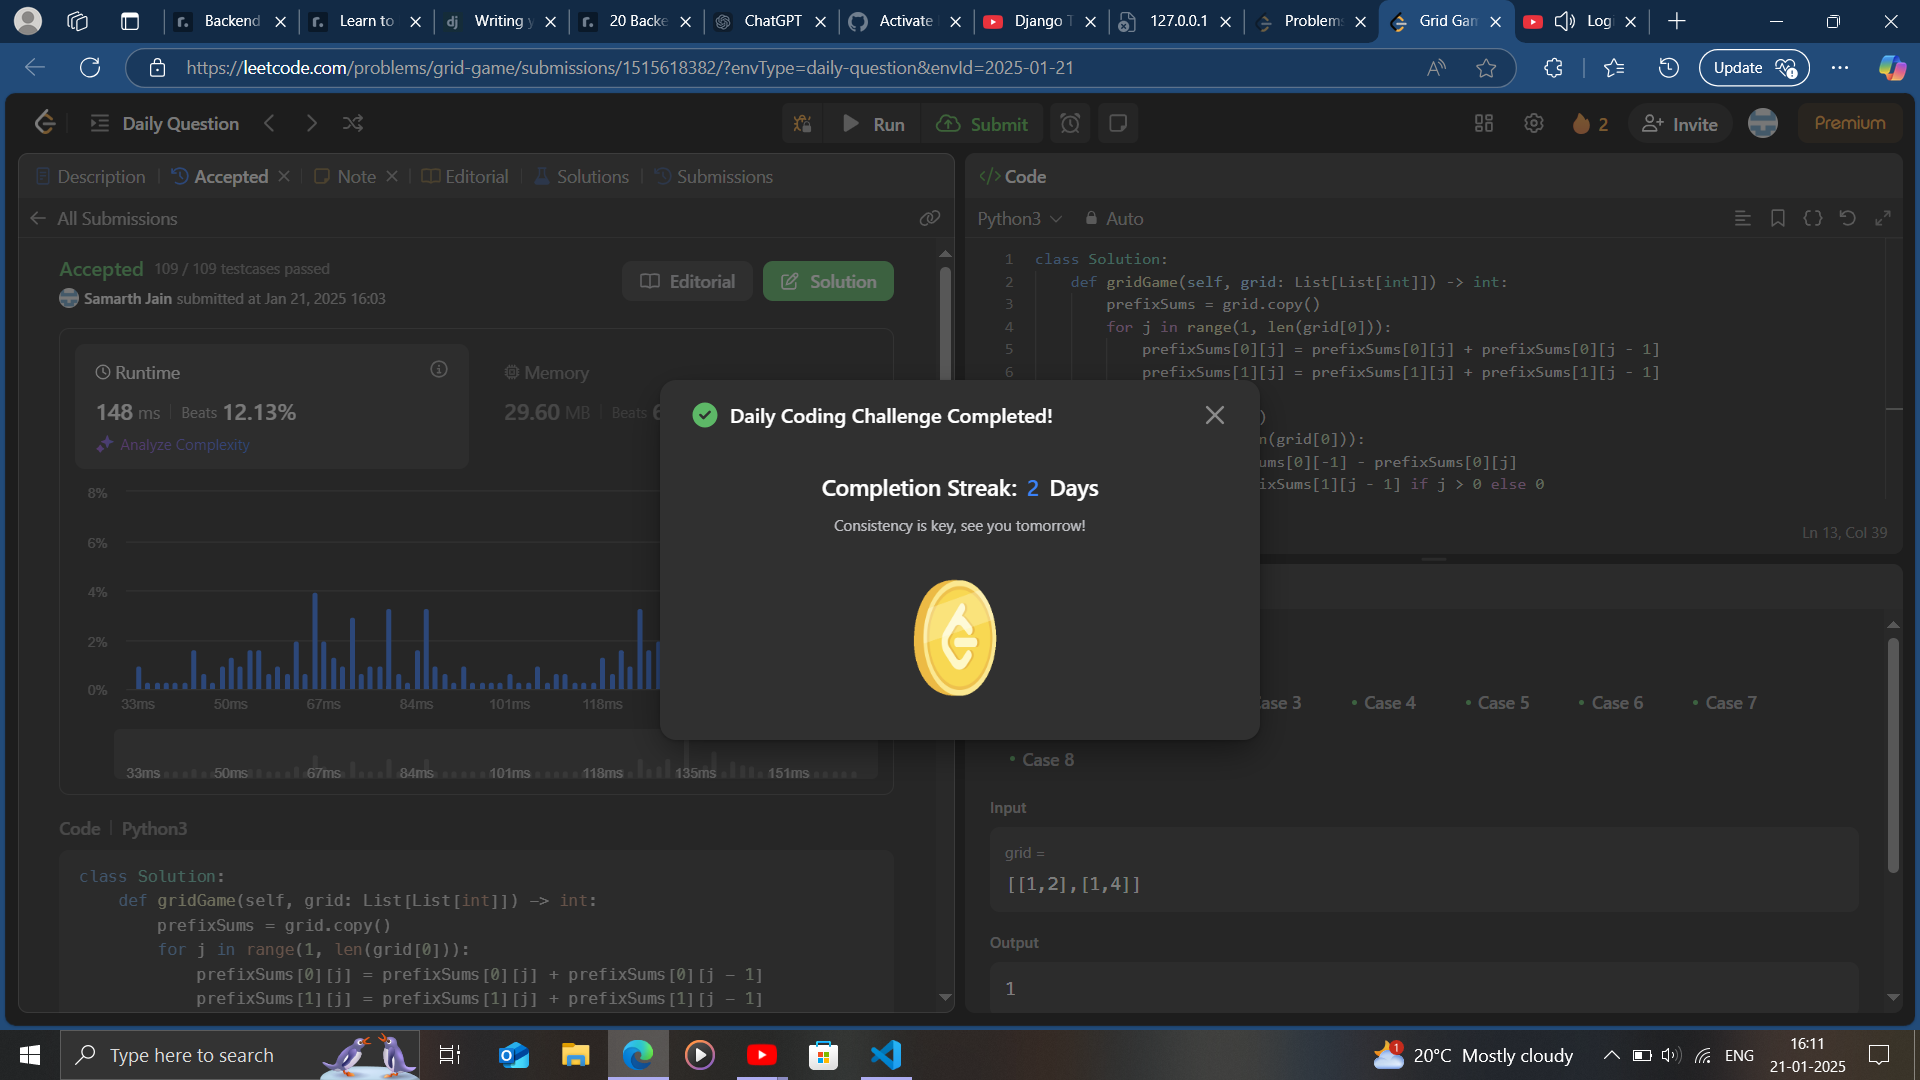 Backend
Learn to
Writing y
20 Backe
ChatGPT
Activate
Django T
127.0.0.1
Problem
Grid Gam
Logi
https://leetcode.com/problems/grid-game/submissions/1515618382/?envType=daily-question&envId=2025-01-21
Update
Daily Question
Run
Submit
2
Invite
Premium
Description
Accepted
Note
Editorial
Solutions
Submissions
All Submissions
Accepted 109 / 109 testcases passed
Samarth Jain submitted at Jan 21, 2025 16:03
Editorial
Solution
Runtime
148 ms Beats 12.13%
Analyze Complexity
Memory
29.60 MB Beats 6
8%
6%
4%
2%
0%
33ms 50ms 67ms 84ms 101ms 118ms
33ms 50ms 67ms 84ms 101ms 118ms 135ms 151ms
Code | Python3
class Solution:
def gridGame(self, grid: List[List[int]]) -> int:
prefixSums = grid.copy()
for j in range(1, len(grid[0])):
prefixSums[0][j] = prefixSums[0][j] + prefixSums[0][j - 1]
prefixSums[1][j] = prefixSums[1][j] + prefixSums[1][j - 1]
Daily Coding Challenge Completed!
Completion Streak: 2 Days
Consistency is key, see you tomorrow!
</> Code
Python3
Auto
1 class Solution:
2 def gridGame(self, grid: List[List[int]]) -> int:
3 prefixSums = grid.copy()
4 for j in range(1, len(grid[0])):
5 prefixSums[0][j] = prefixSums[0][j] + prefixSums[0][j - 1]
6 prefixSums[1][j] = prefixSums[1][j] + prefixSums[1][j - 1]
)
n(grid[0])):
ums[0][-1] - prefixSums[0][j]
ixSums[1][j - 1] if j > 0 else 0
Ln 13, Col 39
ase 3
Case 4
Case 5
Case 6
Case 7
Case 8
Input
grid =
[[1,2],[1,4]]
Output
1
Type here to search
1
20°C Mostly cloudy
ENG
16:11
21-01-2025